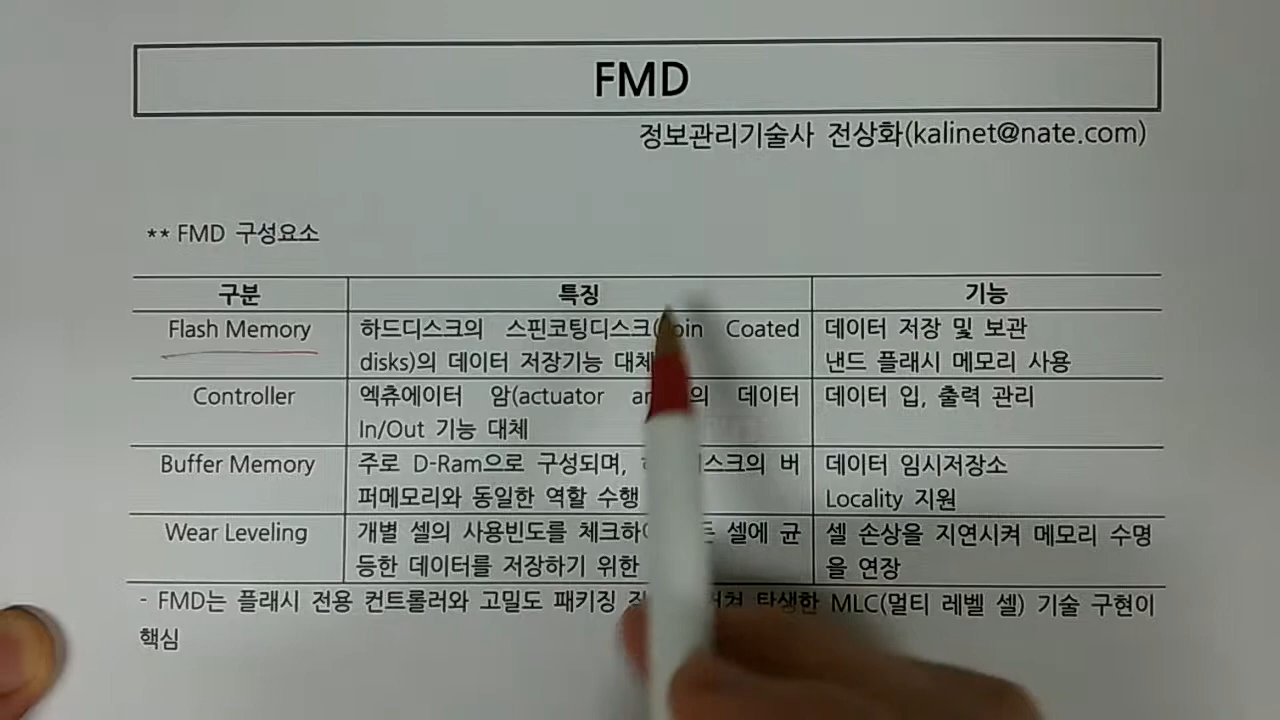 FMD
정보관리기술사 전상화(kalinet@nate.com)
** FMD 구성요소
구분 특징 기능
Flash Memory 하드디스크의 스핀코팅디스크( Coated 데이터 저장 및 보관
disks)의 데이터 저장기능 대체 낸드 플래시 메모리 사용
Controller 엑츄에이터 암(actuator 의 데이터 데이터 입, 출력 관리
In/Out 기능 대체
Buffer Memory 주로 D-Ram으로 구성되며, 버 데이터 임시저장소
퍼메모리와 동일한 역할 수행 Locality 지원
Wear Leveling 개별 셀의 사용빈도를 셀에 균 셀 손상을 지연시켜 메모리 수명
등한 데이터를 저장하기 위한 을 연장
- FMD는 플래시 전용 컨트롤러와 고밀도 패키징 탄생한 MLC(멀티 레벨 셀) 기술 구현이
핵심